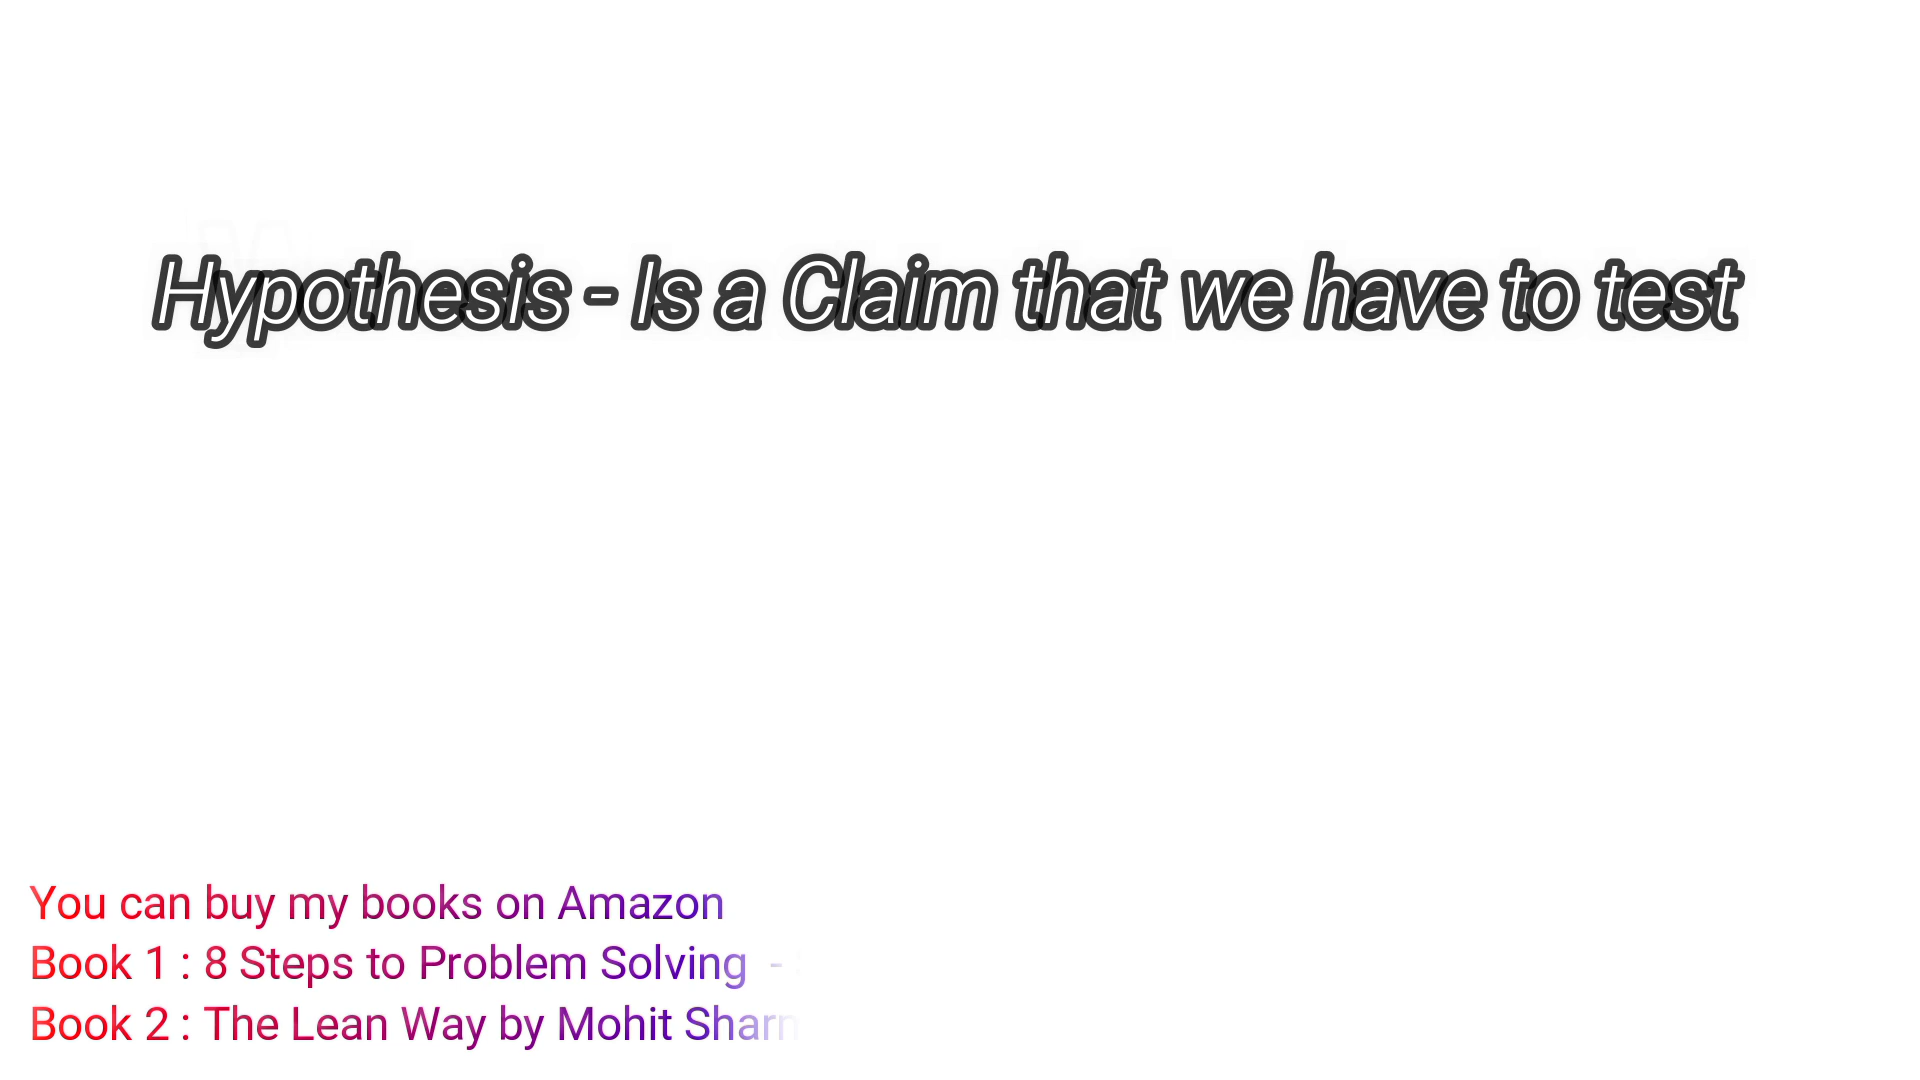 Hypothesis - Is a Claim that we have to test
You can buy my books on Amazon
Book 1 : 8 Steps to Problem Solving -
Book 2 : The Lean Way by Mohit